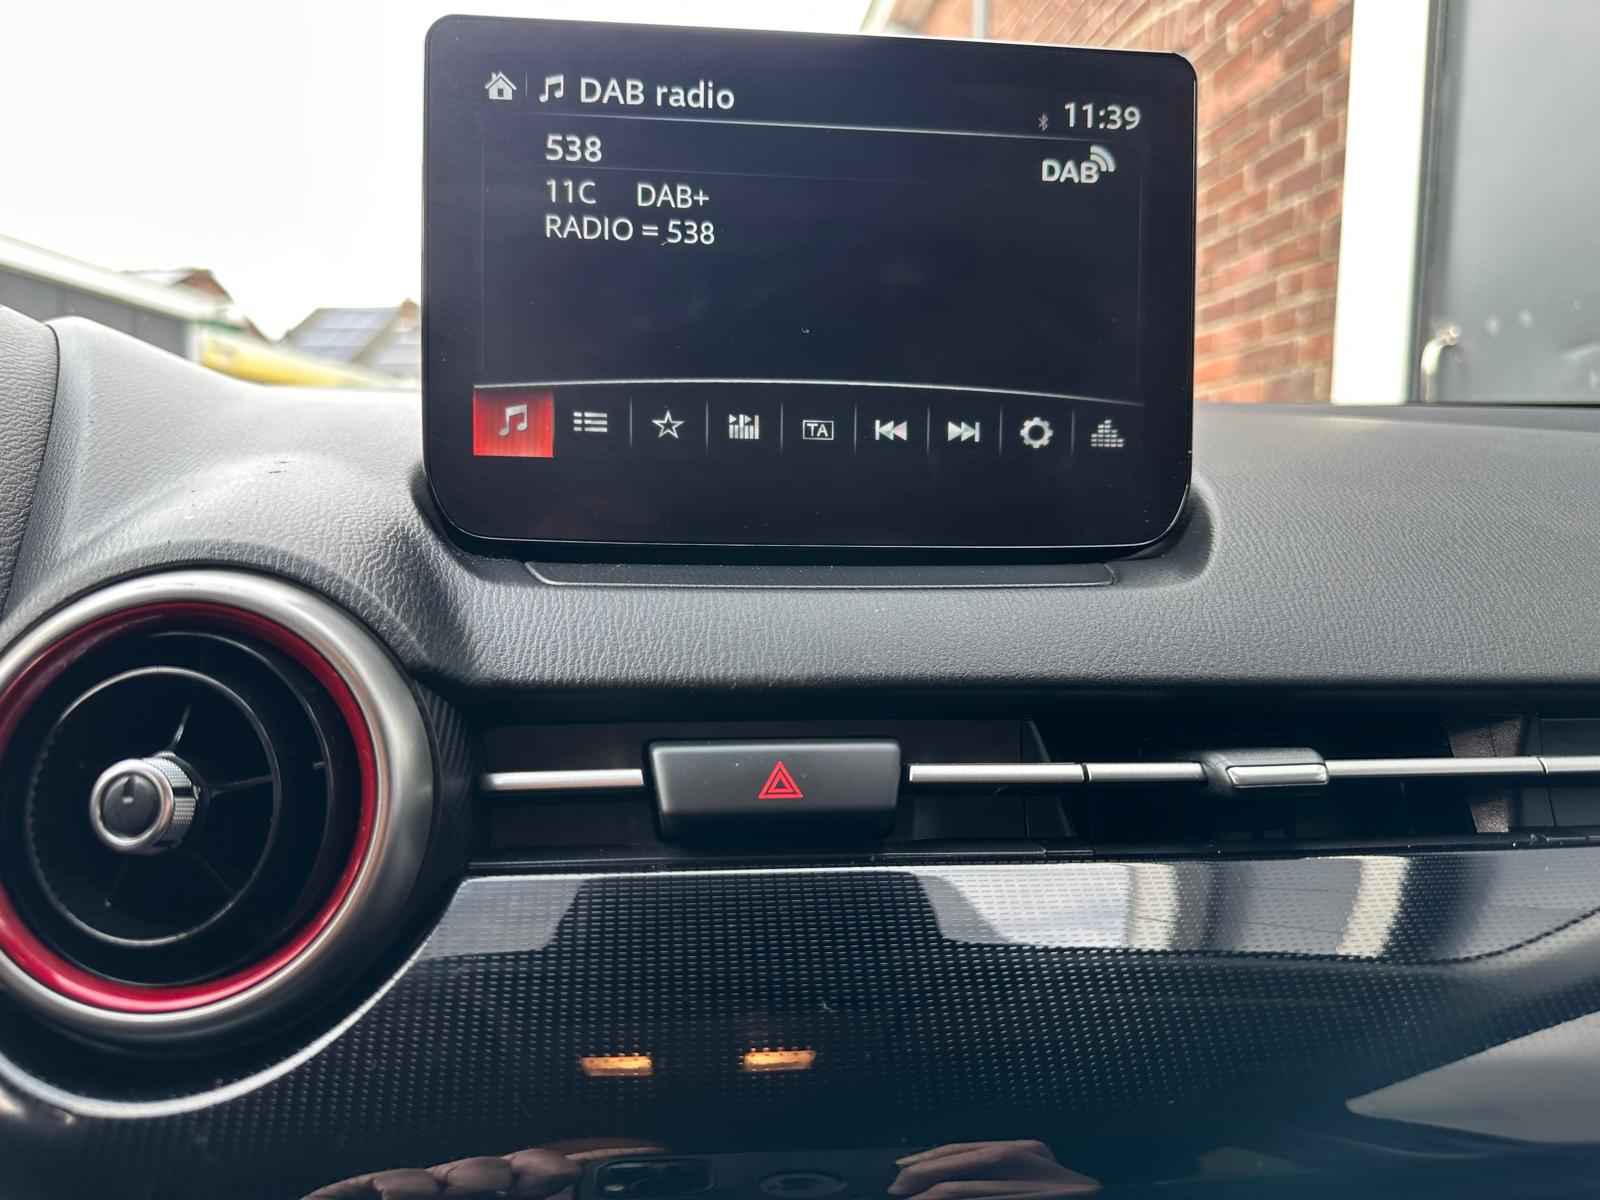 DAB radio
11:39
538
DAB
11C DAB+
RADIO = 538
TA